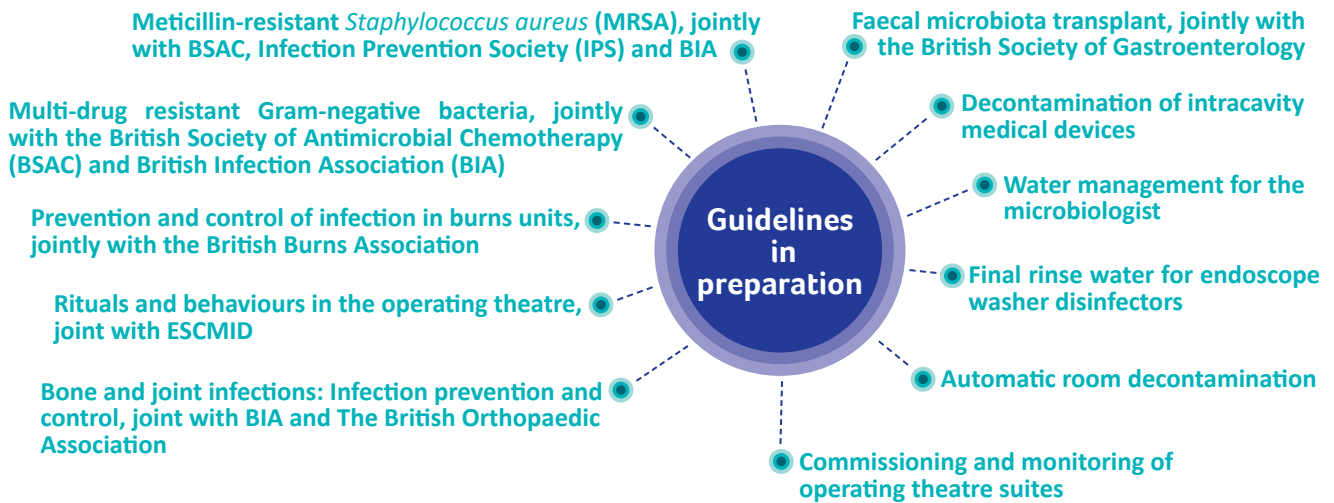 Meticillin-resistant Staphylococcus aureus (MRSA), jointly
with BSAC, Infection Prevention Society (IPS) and BIA
Multi-drug resistant Gram-negative bacteria, jointly
with the British Society of Antimicrobial Chemotherapy
(BSAC) and British Infection Association (BIA)
Prevention and control of infection in burns units,
jointly with the British Burns Association
Rituals and behaviours in the operating theatre,
joint with ESCMID
Bone and joint infections: Infection prevention and
control, joint with BIA and The British Orthopaedic
Association
Guidelines
in
preparation
Faecal microbiota transplant, jointly with
the British Society of Gastroenterology
Decontamination of intracavity
medical devices
Water management for the
microbiologist
Final rinse water for endoscope
washer disinfectors
Automatic room decontamination
Commissioning and monitoring of
operating theatre suites